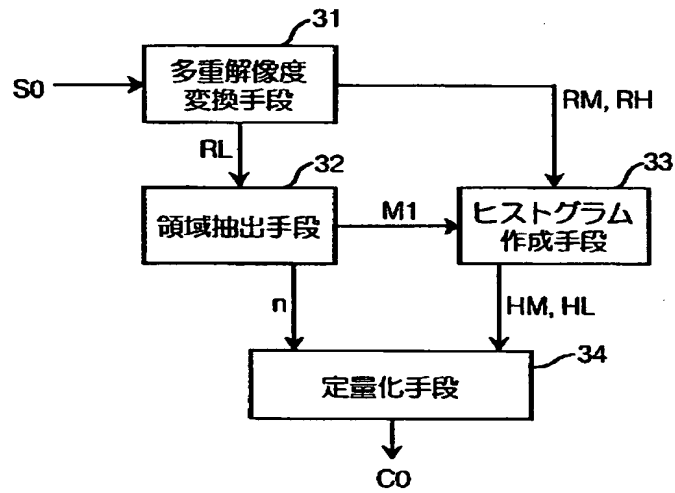 31
S0
多重解像度
変換手段
RM, RH
RL
32
33
領域抽出手段
M1
ヒストグラム
作成手段
n
HM, HL
34
定量化手段
C0